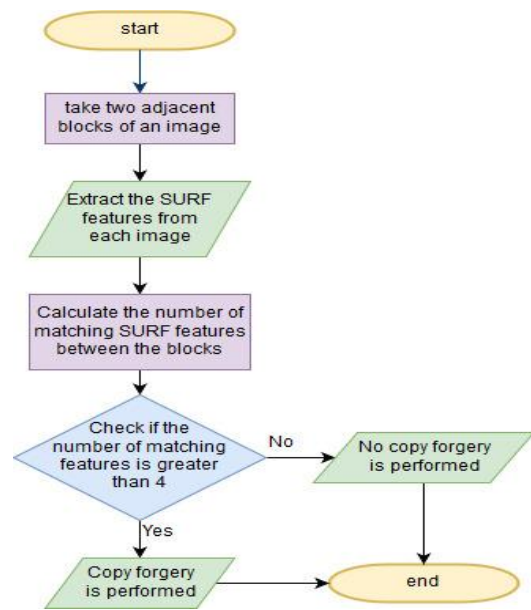 start
take two adjacent
blocks of an image
Extract the SURF
features from
each image
Calculate the number of
matching SURF features
between the blocks
Check if the
number of matching
features is greater
than 4
No
No copy forgery
is performed
Yes
Copy forgery
is performed
end